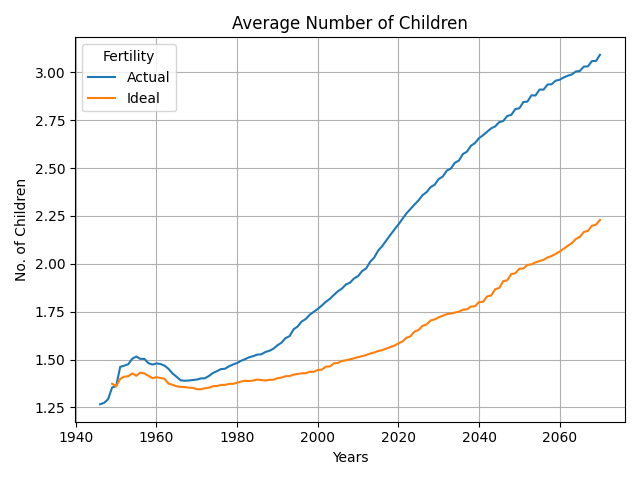 Average Number of Children
Fertility
Actual
Ideal
No. of Children
3.00
2.75
2.50
2.25
2.00
1.75
1.50
1.25
1940 1960 1980 2000 2020 2040 2060
Years